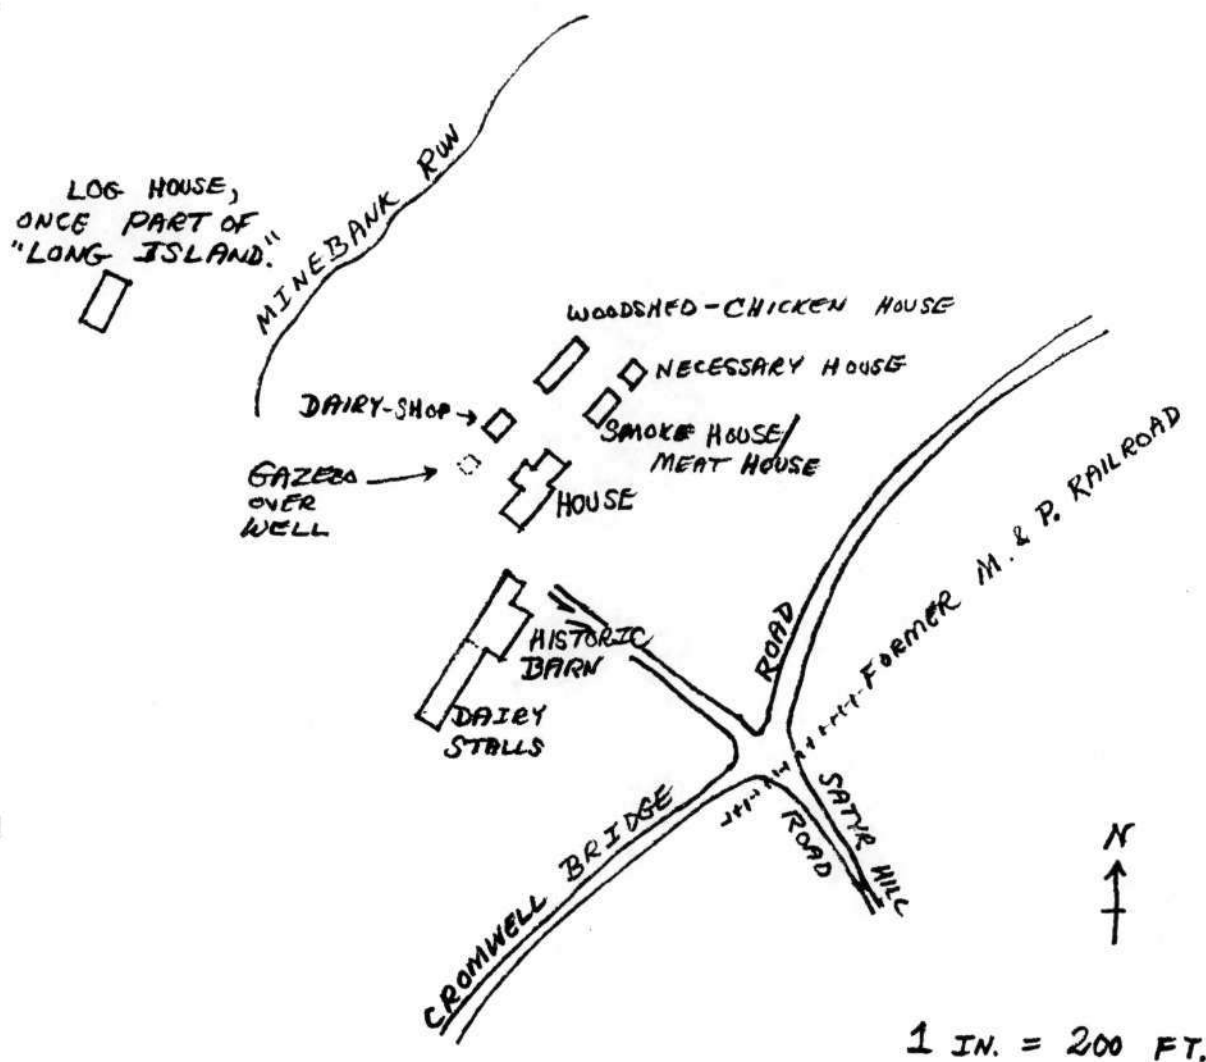 LOG HOUSE,
ONCE PART OF
"LONG ISLAND."
MINEBANK RUN
WOODSHED-CHICKEN HOUSE
NECESSARY HOUSE
DAIRY-SHOP
SMOKE HOUSE/
MEAT HOUSE
GAZEBO
OVER
WELL
HOUSE
HISTORIC
BARN
DAIRY
STALLS
CROMWELL BRIDGE ROAD
FORMER M. & P. RAILROAD
SATYR HILL
ROAD
N
1 IN. = 200 FT.